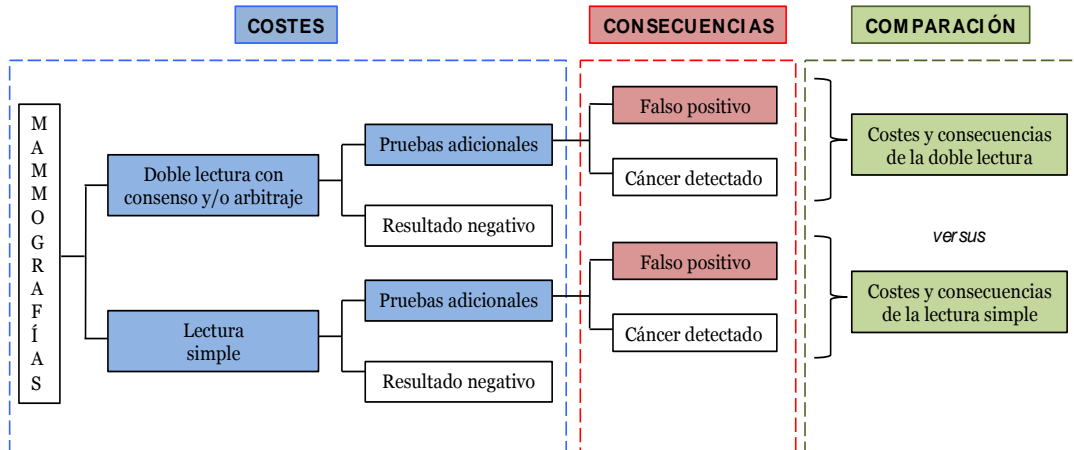 COSTES
CONSECUENCIAS
COMPARACIÓN
MAMMOGRAFÍAS
Doble lectura con
consenso y/o arbitraje
Lectura
simple
Pruebas adicionales
Resultado negativo
Pruebas adicionales
Resultado negativo
Falso positivo
Cáncer detectado
Falso positivo
Cáncer detectado
Costes y consecuencias
de la doble lectura
versus
Costes y consecuencias
de la lectura simple